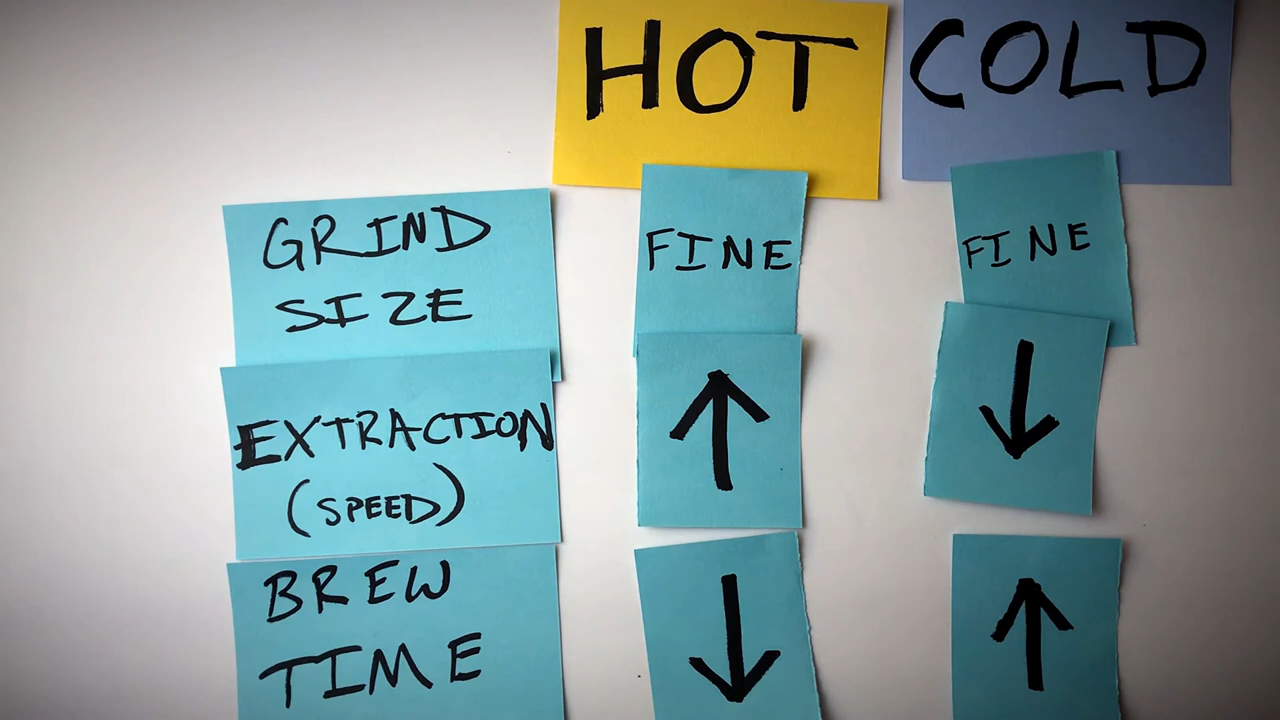 HOT COLD
GRIND
SIZE
FINE
FINE
EXTRACTION
(SPEED)
↑
↓
BREW
TIME
↓
↑